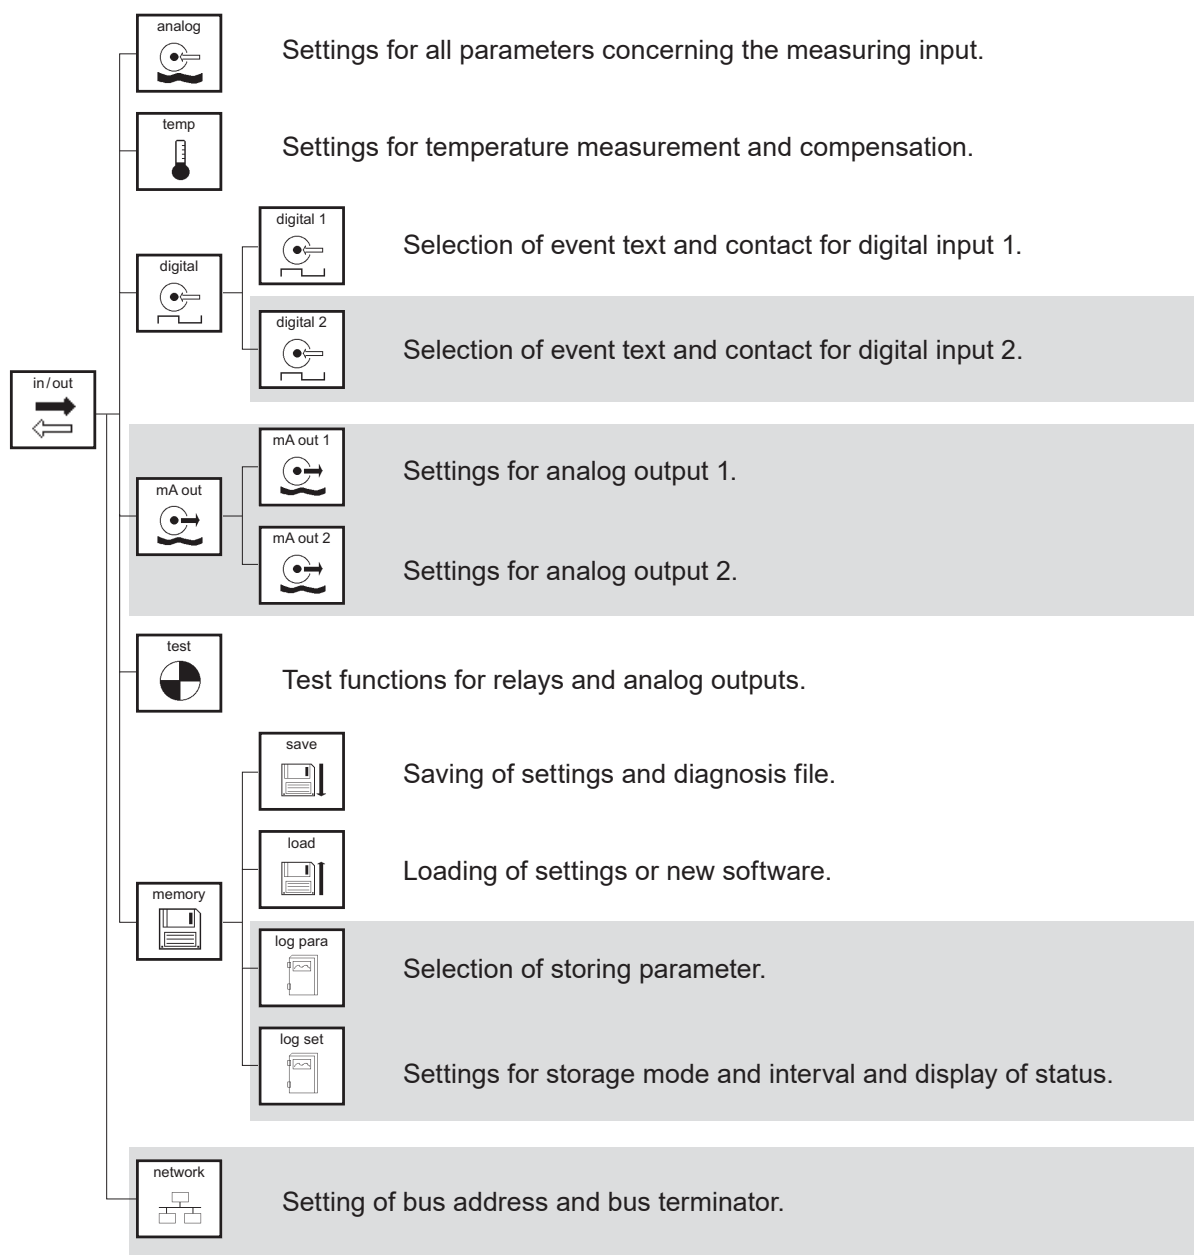 analog
Settings for all parameters concerning the measuring input.
temp
Settings for temperature measurement and compensation.
digital 1
Selection of event text and contact for digital input 1.
digital
digital 2
Selection of event text and contact for digital input 2.
in/out
mA out 1
Settings for analog output 1.
mA out
mA out 2
Settings for analog output 2.
test
Test functions for relays and analog outputs.
save
Saving of settings and diagnosis file.
load
Loading of settings or new software.
memory
log para
Selection of storing parameter.
log set
Settings for storage mode and interval and display of status.
network
Setting of bus address and bus terminator.